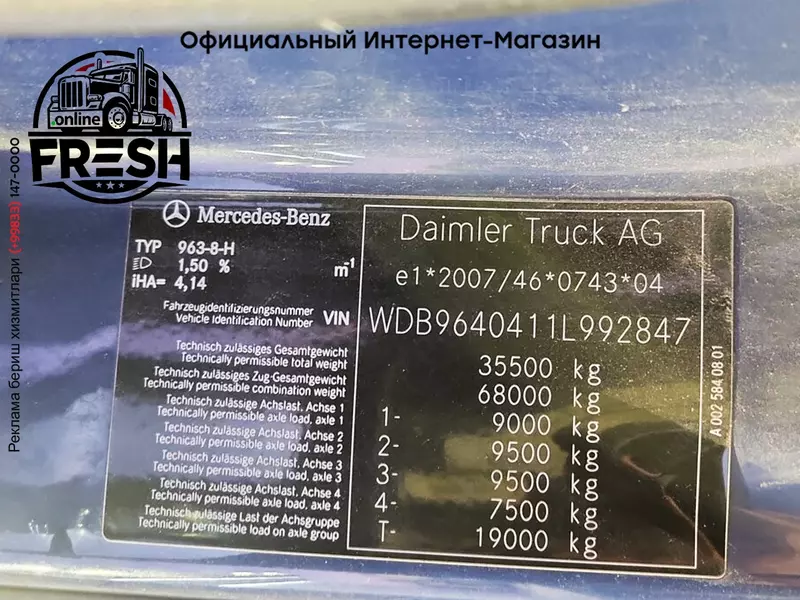 Официальный Интернет-Магазин
.online
FRESH
Реклама бериш хизмитлари (+99833) 147-0000
Mercedes-Benz
TYP 963-8-H
1,50 %
m-1
iHA= 4,14
Fahrzeugidentifizierungsnummer
Vehicle Identification Number VIN
Technisch zulässiges Gesamtgewicht
Technically permissible total weight
Technisch zulässiges Zug-Gesamtgewicht
Technically permissible combination weight
Technisch zulässige Achslast, Achse 1
Technically permissible axle load, axle 1
Technisch zulässige Achslast, Achse 2
Technically permissible axle load, axle 2
Technisch zulässige Achslast, Achse 3
Technically permissible axle load, axle 3
Technisch zulässige Achslast, Achse 4
Technically permissible axle load, axle 4
Technisch zulässige Last der Achsgruppe
Technically permissible load on axle group
Daimler Truck AG
e1*2007/46*0743*04
WDB9640411L992847
35500 kg
68000 kg
1- 9000 kg
2- 9500 kg
3- 9500 kg
4- 7500 kg
T- 19000 kg
A 002 584 08 01